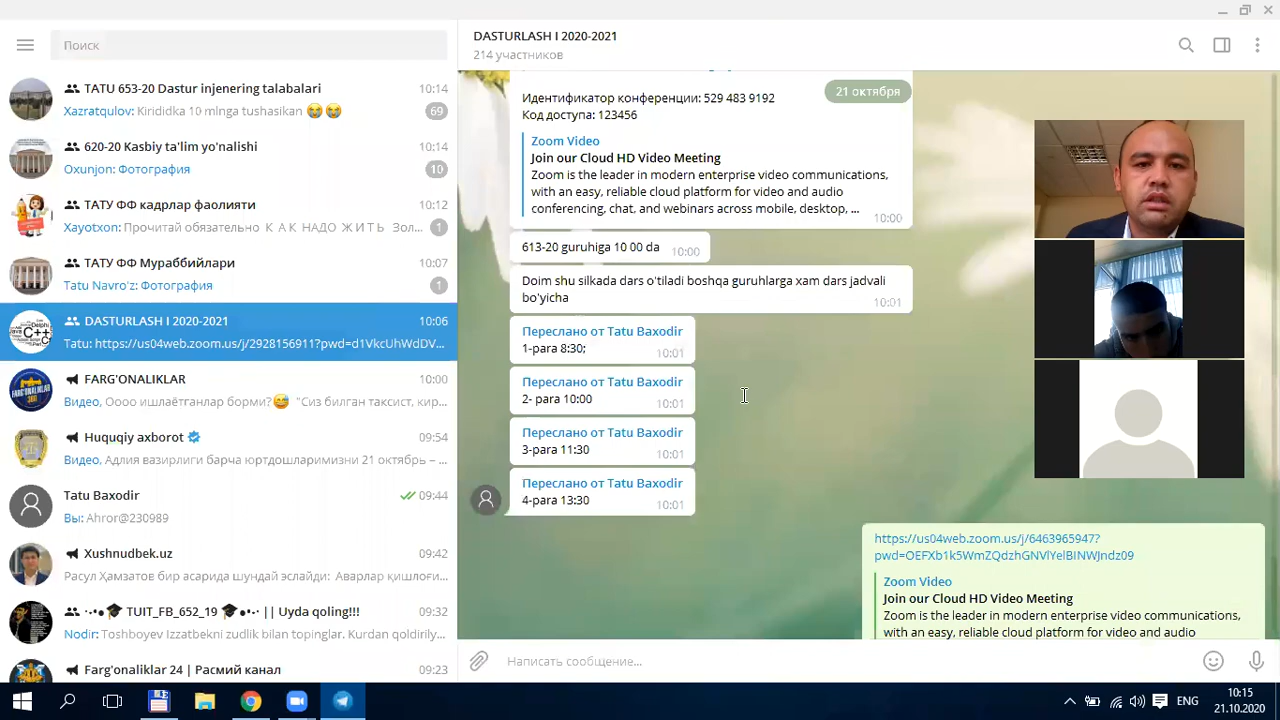 Поиск
ТАТУ 653-20 Dastur injenering talabalari
10:14
Xazratqulov: Kirididka 10 mlnga tushasikan
69
620-20 Kasbiy ta'lim yo'nalishi
10:14
Oxunjon: Фотография
10
ТАТУ ФФ кадрлар фаолияти
10:12
Xayotxon: Прочитай обязательно К А К НАДО Ж И Т Ь Зол...
1
ТАТУ ФФ Мураббийлари
10:07
Tatu Navro'z: Фотография
1
DASTURLASH I 2020-2021
10:06
Tatu: https://us04web.zoom.us/j/2928156911?pwd=d1VkcUhWdDV...
FARG'ONALIKLAR
10:00
Видео, Оооо ишлаётганлар борми? "Сиз билган таксист, кир...
Huquqiy axborot
09:54
Видео, Адлия вазирлиги барча юртдошларимизни 21 октябрь – ...
Tatu Baxodir
09:44
Вы: Ahror@230989
Xushnudbek.uz
09:42
Расул Ҳамзатов бир асарида шундай эслайди: Аварлар қишлоғи...
TUIT_FB_652_19 || Uyda qoling!!!
09:32
Nodir: Toshboyev Izzatbekni zudlik bilan topinglar. Kurdan qoldirily...
Farg'onaliklar 24 | Расмий канал
09:23
DASTURLASH I 2020-2021
214 участников
21 октября
Идентификатор конференции: 529 483 9192
Код доступа: 123456
Zoom Video
Join our Cloud HD Video Meeting
Zoom is the leader in modern enterprise video communications,
with an easy, reliable cloud platform for video and audio
conferencing, chat, and webinars across mobile, desktop, ...
10:00
613-20 guruhiga 10 00 da
10:00
Doim shu silkada dars o'tiladi boshqa guruhlarga xam dars jadvali
bo'yicha
10:01
Переслано от Tatu Baxodir
1-para 8:30;
10:01
Переслано от Tatu Baxodir
2- para 10:00
10:01
Переслано от Tatu Baxodir
3-para 11:30
10:01
Переслано от Tatu Baxodir
4-para 13:30
10:01
https://us04web.zoom.us/j/6463965947?
pwd=OEFXb1k5WmZQdzhGNVlYelBINWJndz09
Zoom Video
Join our Cloud HD Video Meeting
Zoom is the leader in modern enterprise video communications,
with an easy, reliable cloud platform for video and audio
Написать сообщение...
ENG
10:15
21.10.2020